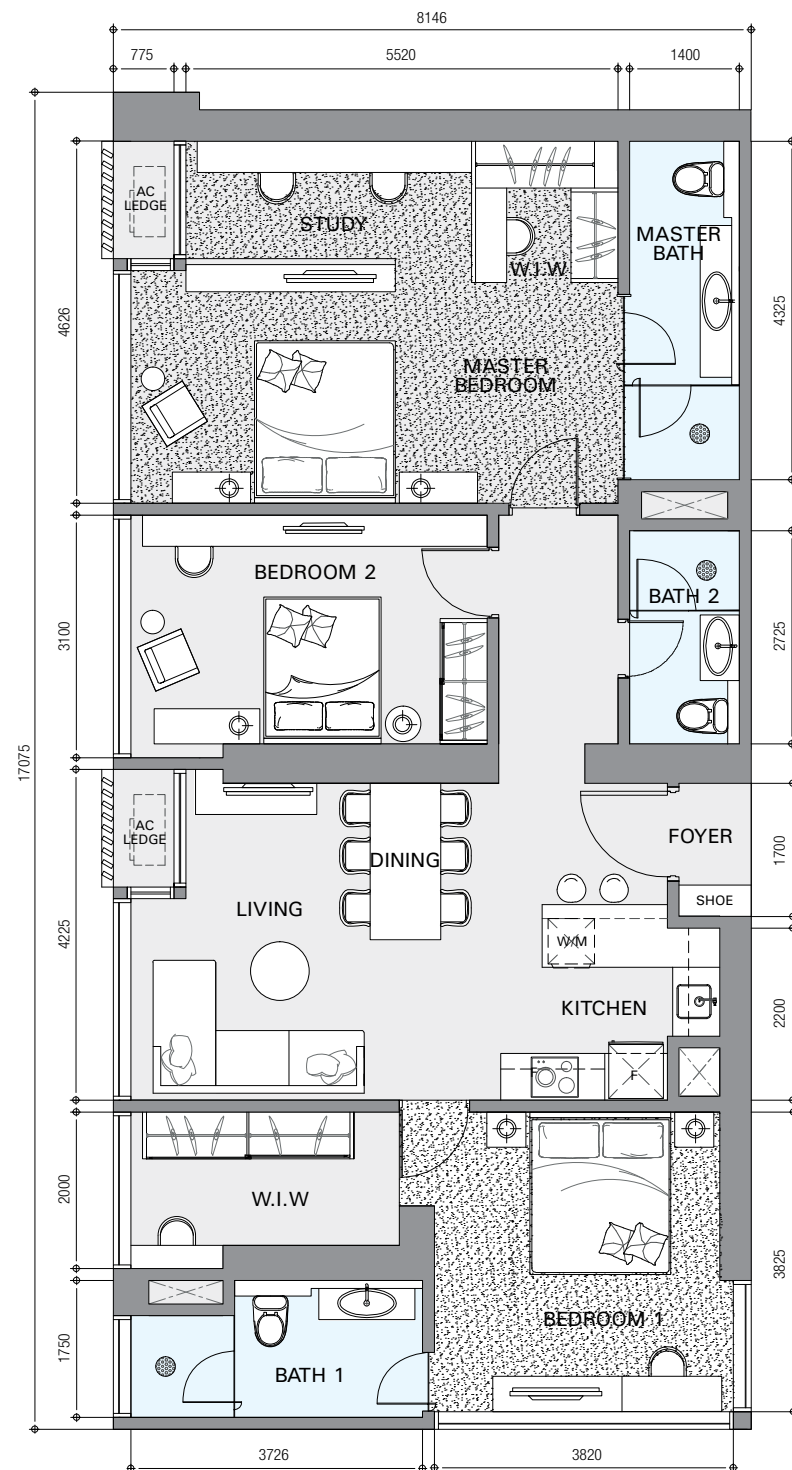 8146
775
5520
1400
AC
LEDGE
STUDY
W.I.W
MASTER
BATH
4626
4325
MASTER
BEDROOM
BEDROOM 2
BATH 2
3100
2725
17075
AC
LEDGE
DINING
FOYER
1700
SHOE
LIVING
4225
W/M
KITCHEN
2200
F
F
2000
W.I.W
3825
1750
BEDROOM 1
BATH 1
3726
3820